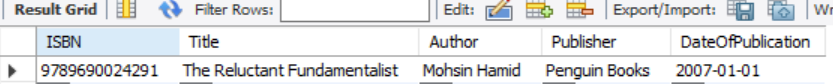 Result Grid Filter Rows: Edit: Export/Import:
ISBN Title Author Publisher DateOfPublication
9789690024291 The Reluctant Fundamentalist Mohsin Hamid Penguin Books 2007-01-01